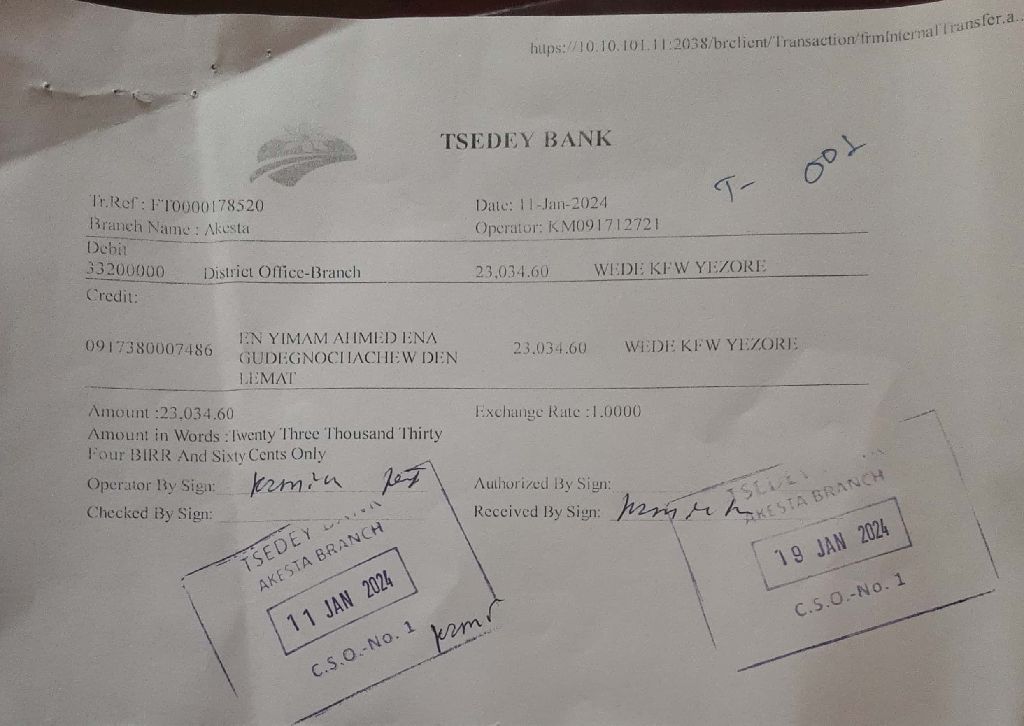 https://10.10.101.11:2038/brclient/Transaction/frmInternalTransfer.a...
TSEDEY BANK
T- 001
Tr.Ref : FT0000178520 Date: 11-Jan-2024
Branch Name : Akesta Operator: KM091712721
Debit
33200000 District Office-Branch 23,034.60 WEDE KFW YEZORE
Credit:
0917380007486 EN YIMAM AHMED ENA 23,034.60 WEDE KFW YEZORE
GUDEGNOCHACHEW DEN
LEMAT
Amount :23,034.60 Exchange Rate :1.0000
Amount in Words :Twenty Three Thousand Thirty
Four BIRR And Sixty Cents Only
Operator By Sign: Authorized By Sign:
Checked By Sign: Received By Sign:
TSEDEY BANK
AKESTA BRANCH
11 JAN 2024
C.S.O.-No. 1
AKESTA BRANCH
19 JAN 2024
C.S.O.-No. 1